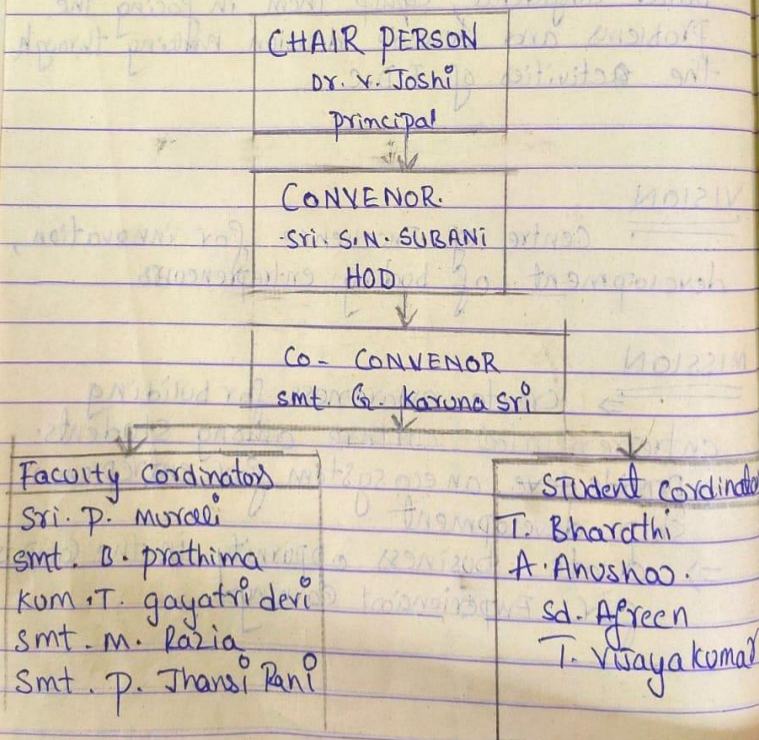 CHAIR PERSON
Dr. V. Joshi
principal
CONVENOR.
Sri. S.N. SUBANi
HOD
CO - CONVENOR
smt. G. Karuna Sri
Faculty Cordinators
Sri. P. murali
smt. B. prathima
kum. T. gayatri devi
smt. M. Razia
Smt. P. Jhansi Rani
STUdent cordinato
T. Bharathi
A. Anushaa.
Sd. Afreen
T. Vijayakumar